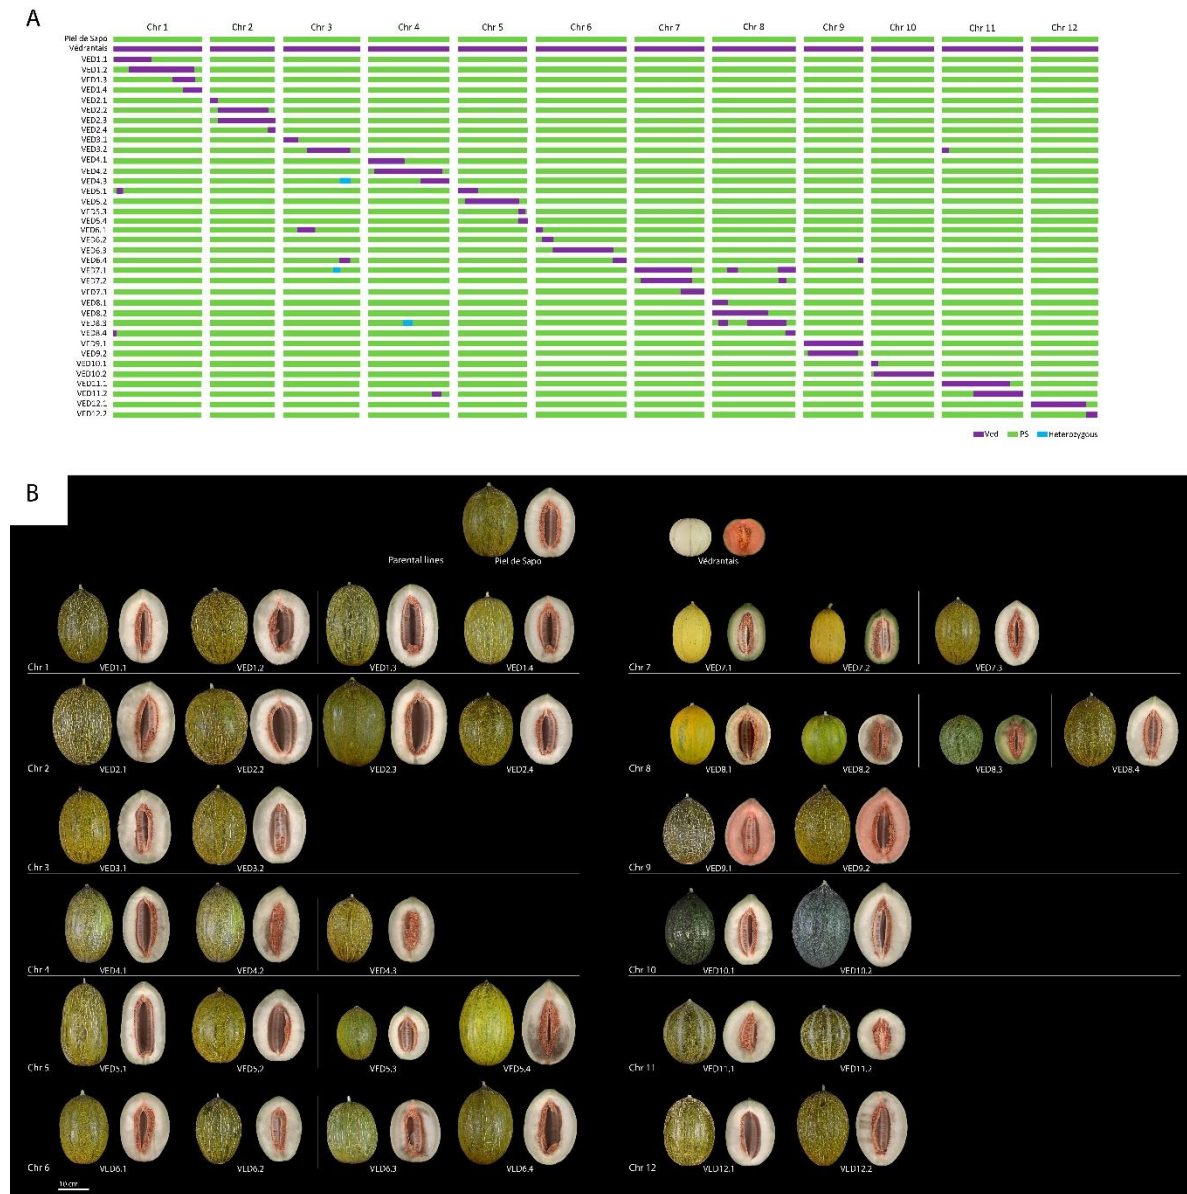 A
Chr 1 Chr 2 Chr 3 Chr 4 Chr 5 Chr 6 Chr 7 Chr 8 Chr 9 Chr 10 Chr 11 Chr 12
Piel de Sapo
Védrantais
VED1.1
VED1.2
VED1.3
VED1.4
VED2.1
VED2.2
VED2.3
VED2.4
VED3.1
VED3.2
VED4.1
VED4.2
VED4.3
VED5.1
VED5.2
VED5.3
VED5.4
VED6.1
VED6.2
VED6.3
VED6.4
VED7.1
VED7.2
VED7.3
VED8.1
VED8.2
VED8.3
VED8.4
VED9.1
VED9.2
VED10.1
VED10.2
VED11.1
VED11.2
VED12.1
VED12.2
Ved PS Heterozygous
B
Parental lines Piel de Sapo Védrantais
Chr 1 VED1.1 VED1.2 VED1.3 VED1.4 VED7.1 VED7.2 VED7.3
Chr 7
Chr 2 VED2.1 VED2.2 VED2.3 VED2.4 Chr 8 VED8.1 VED8.2 VED8.3 VED8.4
Chr 3 VED3.1 VED3.2 Chr 9 VED9.1 VED9.2
Chr 4 VED4.1 VED4.2 VED4.3 Chr 10 VED10.1 VED10.2
Chr 5 VED5.1 VED5.2 VED5.3 VED5.4 Chr 11 VED11.1 VED11.2
Chr 6 VED6.1 VED6.2 VED6.3 VED6.4 Chr 12 VED12.1 VED12.2
10 cm